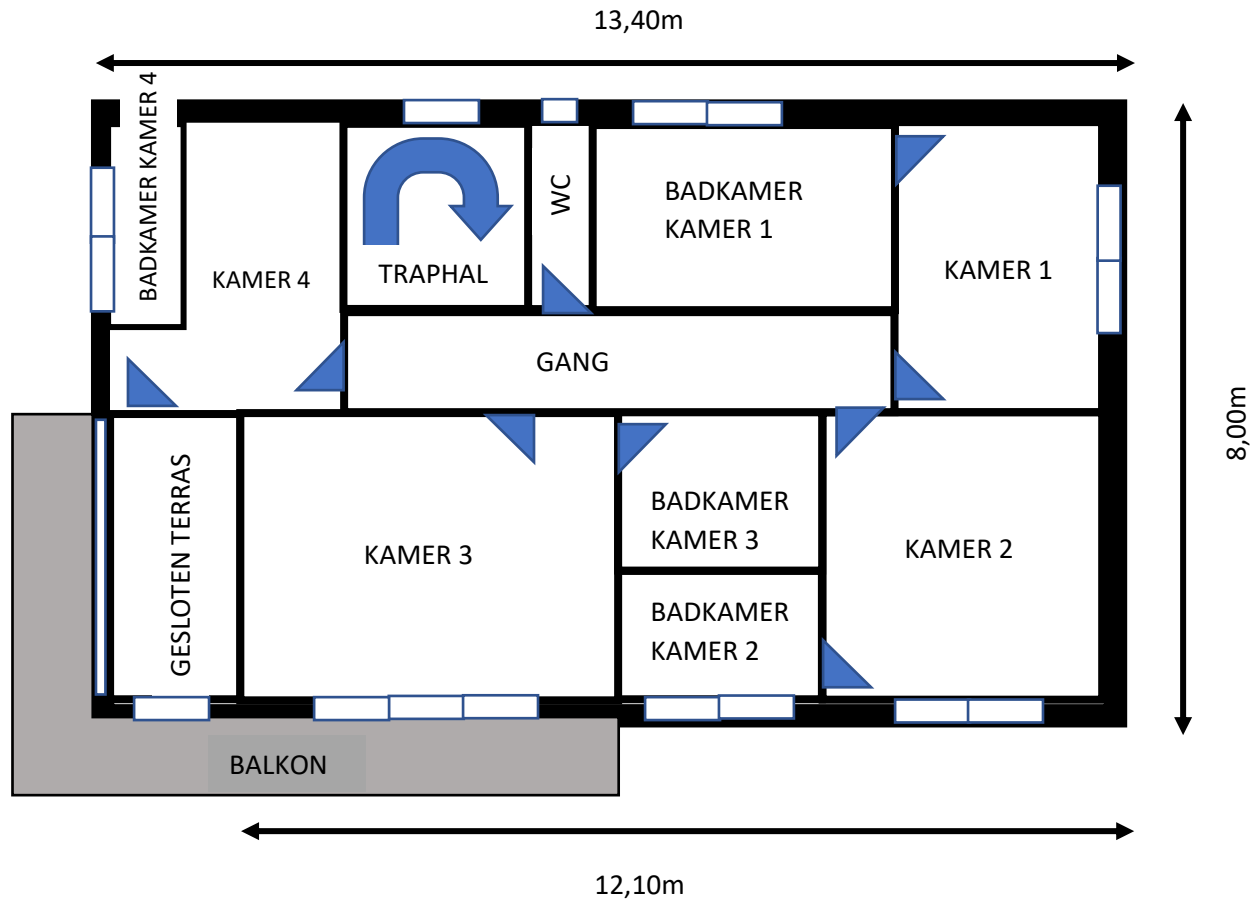 13,40m
BADKAMER KAMER 4
KAMER 4
TRAPHAL
WC
BADKAMER
KAMER 1
KAMER 1
GANG
8,00m
GESLOTEN TERRAS
KAMER 3
BADKAMER
KAMER 3
BADKAMER
KAMER 2
KAMER 2
BALKON
12,10m